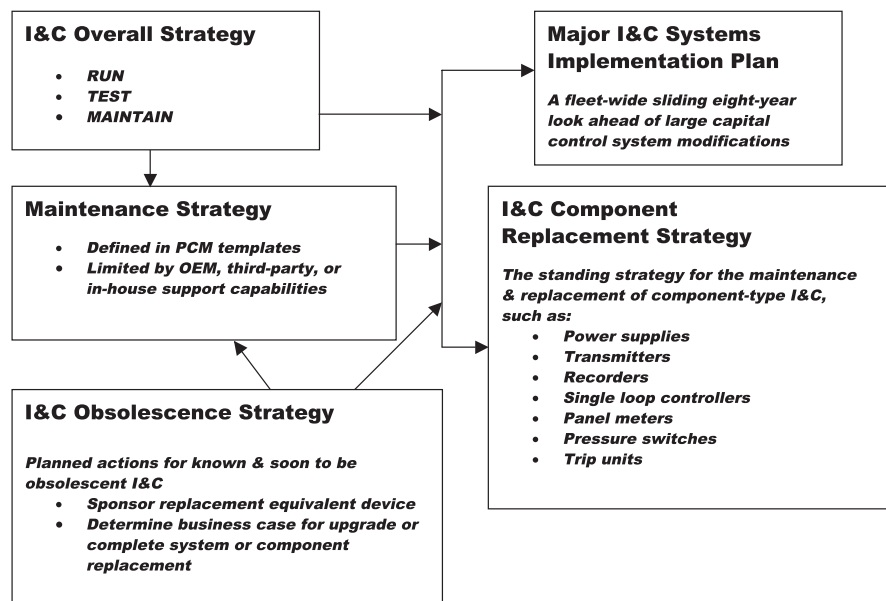 I&C Overall Strategy
• RUN
• TEST
• MAINTAIN
Maintenance Strategy
• Defined in PCM templates
• Limited by OEM, third-party, or
in-house support capabilities
I&C Obsolescence Strategy
Planned actions for known & soon to be
obsolescent I&C
• Sponsor replacement equivalent device
• Determine business case for upgrade or
complete system or component
replacement
Major I&C Systems
Implementation Plan
A fleet-wide sliding eight-year
look ahead of large capital
control system modifications
I&C Component
Replacement Strategy
The standing strategy for the maintenance
& replacement of component-type I&C,
such as:
• Power supplies
• Transmitters
• Recorders
• Single loop controllers
• Panel meters
• Pressure switches
• Trip units